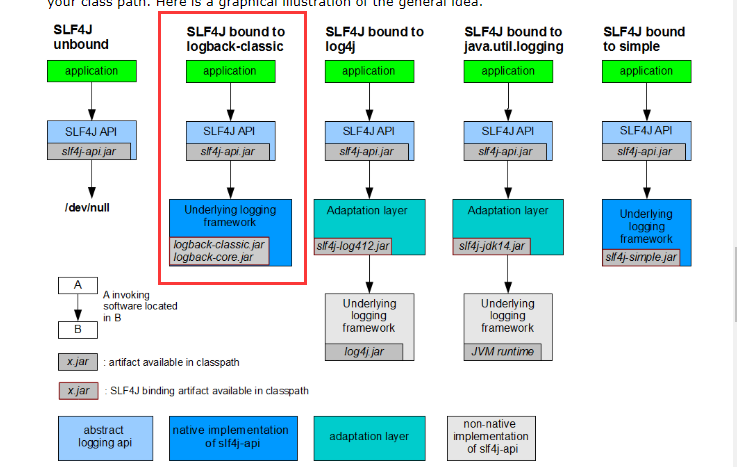 your class path. Here is a graphical illustration of the general idea.
SLF4J
unbound
application
SLF4J API
slf4j-api.jar
/dev/null
SLF4J bound to
logback-classic
application
SLF4J API
slf4j-api.jar
Underlying logging
framework
logback-classic.jar
logback-core.jar
SLF4J bound to
log4j
application
SLF4J API
slf4j-api.jar
Adaptation layer
slf4j-log412.jar
Underlying
logging
framework
log4j.jar
SLF4J bound to
java.util.logging
application
SLF4J API
slf4j-api.jar
Adaptation layer
slf4j-jdk14.jar
Underlying
logging
framework
JVM runtime
SLF4J bound
to simple
application
SLF4J API
slf4j-api.jar
Underlying
logging
framework
slf4j-simple.jar
A
B
A invoking
software located
in B
x.jar
: artifact available in classpath
x.jar
: SLF4J binding artifact available in classpath
abstract
logging api
native implementation
of slf4j-api
adaptation layer
non-native
implementation
of slf4j-api